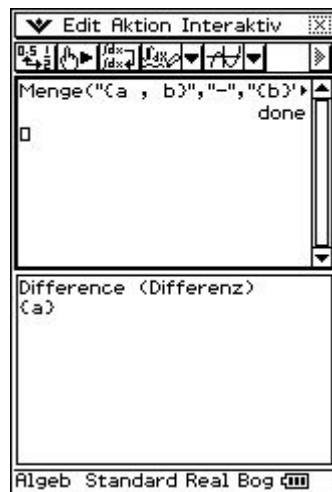 Edit Aktion Interaktiv
Menge("{a , b}","-","{b}"
done
Difference (Differenz)
{a}
Algeb Standard Real Bog